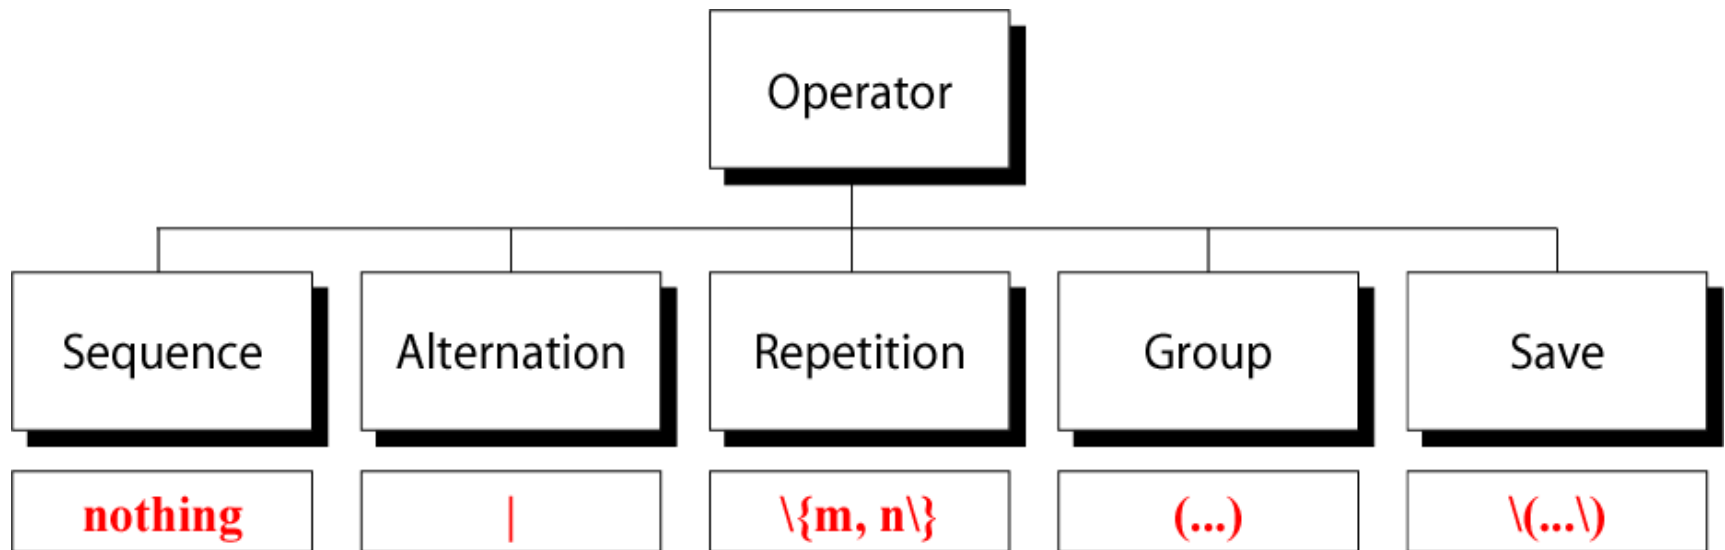 Operator
Sequence
Alternation
Repetition
Group
Save
nothing
|
\{m, n\}
(...)
\(...\)